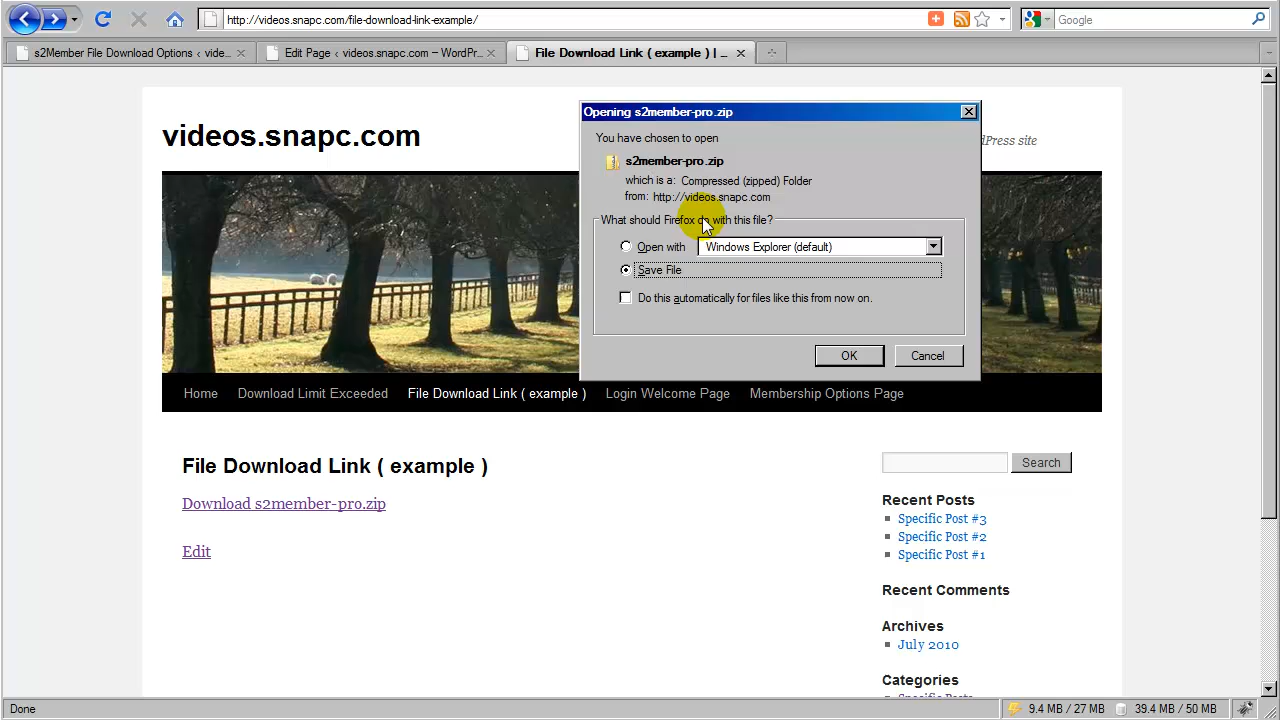 http://videos.snapc.com/file-download-link-example/
Google
s2Member File Download Options ‹ vide...
Edit Page ‹ videos.snapc.com — WordPr...
File Download Link ( example ) | ...
videos.snapc.com
Press site
Opening s2member-pro.zip
You have chosen to open
s2member-pro.zip
which is a: Compressed (zipped) Folder
from: http://videos.snapc.com
What should Firefox do with this file?
Open with Windows Explorer (default)
Save File
Do this automatically for files like this from now on.
OK Cancel
Home Download Limit Exceeded File Download Link ( example ) Login Welcome Page Membership Options Page
File Download Link ( example )
Download s2member-pro.zip
Edit
Search
Recent Posts
Specific Post #3
Specific Post #2
Specific Post #1
Recent Comments
Archives
July 2010
Categories
Specific Posts
Done
9.4 MB / 27 MB 39.4 MB / 50 MB